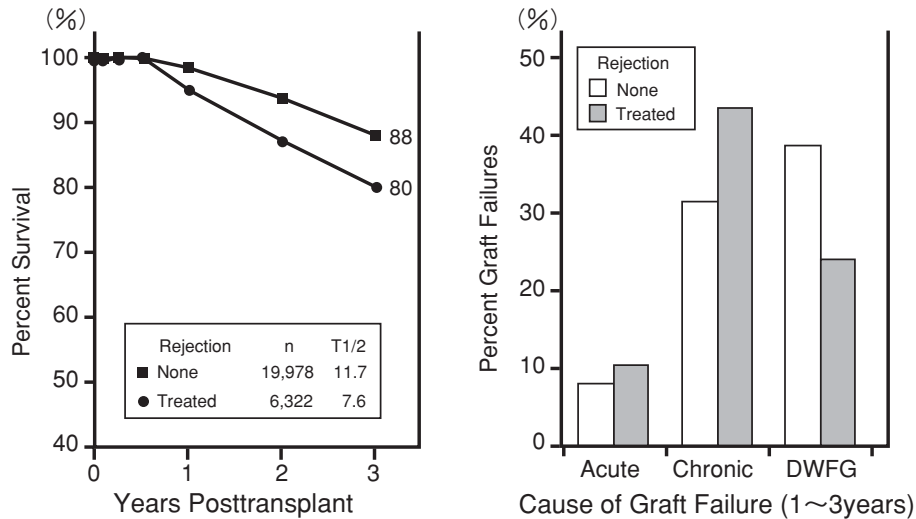 (%)
100
90
80
70
60
50
40
Percent Survival
88
80
Rejection n T1/2
None 19,978 11.7
Treated 6,322 7.6
0 1 2 3
Years Posttransplant
(%)
50
40
30
20
10
0
Percent Graft Failures
Rejection
None
Treated
Acute Chronic DWFG
Cause of Graft Failure (1～3years)